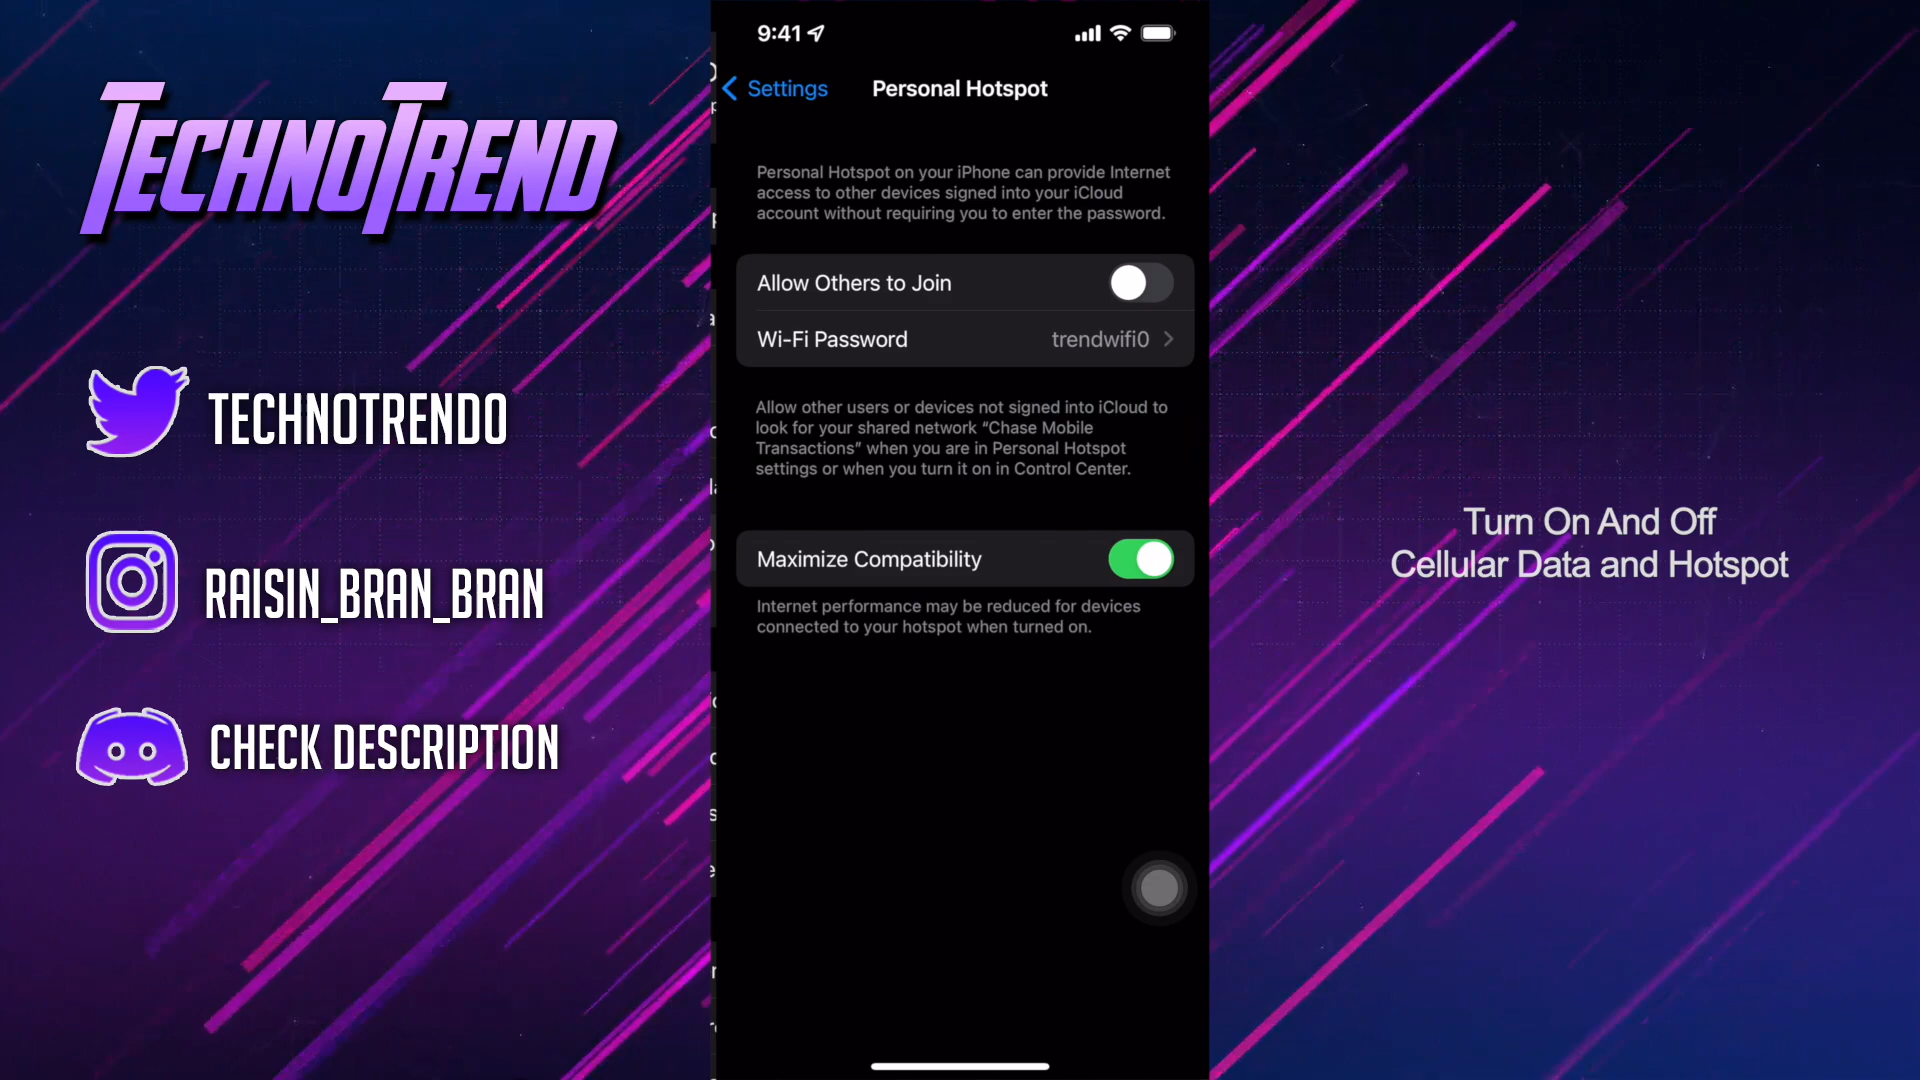 TECHNOTREND
TECHNOTRENDO
RAISIN_BRAN_BRAN
CHECK DESCRIPTION
9:41
Settings
Personal Hotspot
Personal Hotspot on your iPhone can provide Internet
access to other devices signed into your iCloud
account without requiring you to enter the password.
Allow Others to Join
Wi-Fi Password trendwifi0
Allow other users or devices not signed into iCloud to
look for your shared network “Chase Mobile
Transactions” when you are in Personal Hotspot
settings or when you turn it on in Control Center.
Maximize Compatibility
Internet performance may be reduced for devices
connected to your hotspot when turned on.
Turn On And Off
Cellular Data and Hotspot